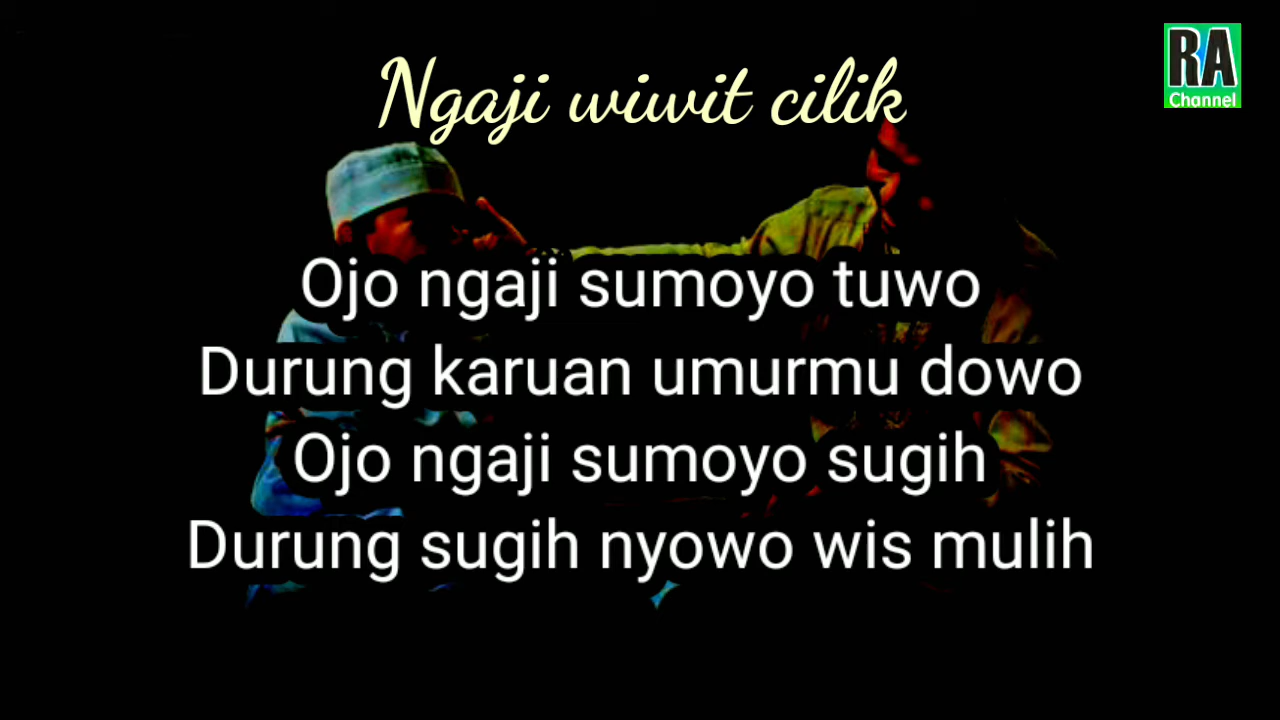 Ngaji wiwit cilik
RA
Channel
Ojo ngaji sumoyo tuwo
Durung karuan umurmu dowo
Ojo ngaji sumoyo sugih
Durung sugih nyowo wis mulih